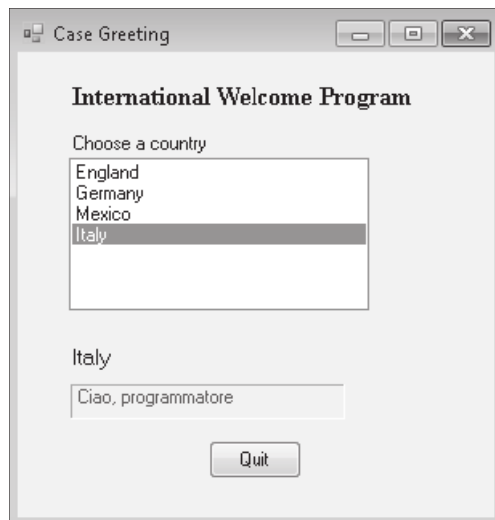 Case Greeting
International Welcome Program
Choose a country
England
Germany
Mexico
Italy
Italy
Ciao, programmatore
Quit